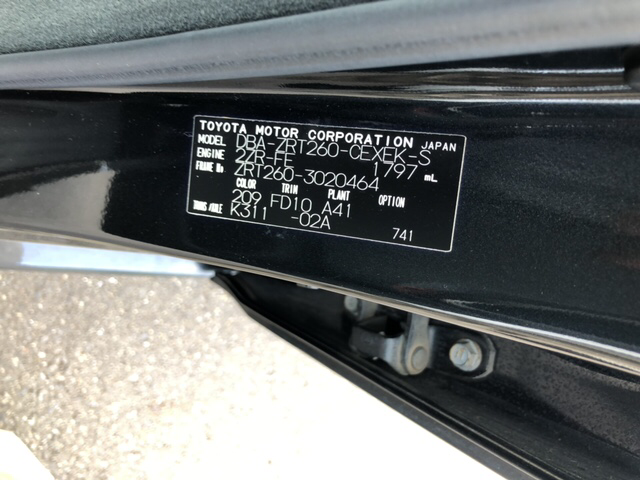 TOYOTA MOTOR CORPORATION JAPAN
MODEL DBA-ZRT260-CEXEK-S
ENGINE 2ZR-FE 1797 mL
FRAME No. ZRT260-3020464
COLOR TRIM PLANT OPTION
209 FD10 A41
TRANS/AXLE K311 -02A
741